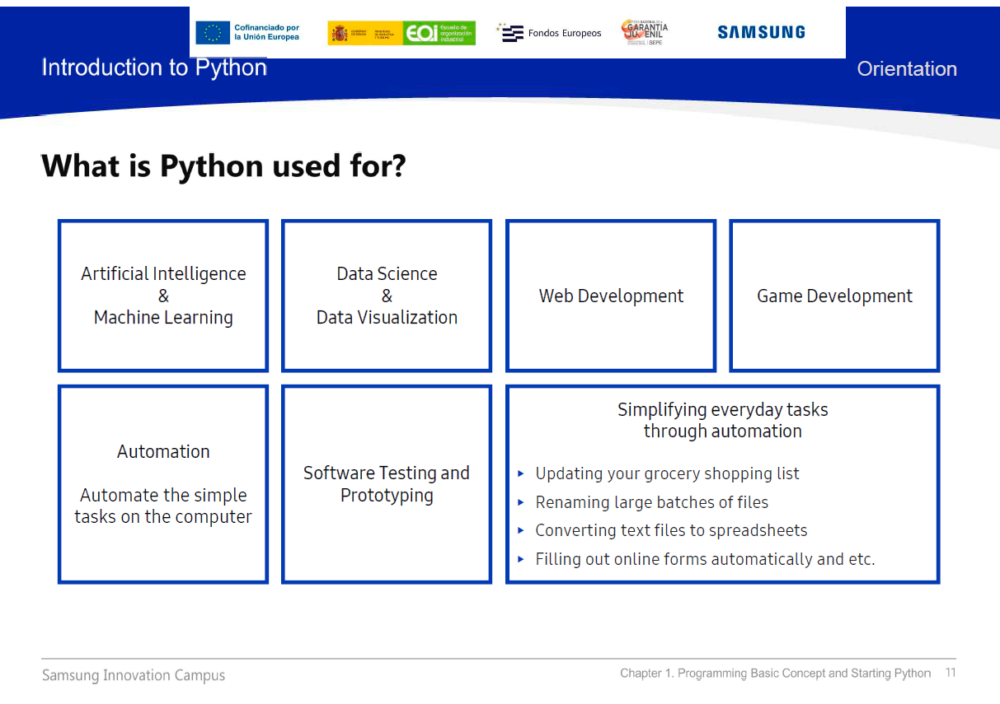 Cofinanciado por
la Unión Europea
EOi escuela de
organización
industrial
Fondos Europeos
GARANTIA
JUVENIL
SEPE
SAMSUNG
Introduction to Python
Orientation
What is Python used for?
Artificial Intelligence
&
Machine Learning
Data Science
&
Data Visualization
Web Development
Game Development
Automation
Automate the simple
tasks on the computer
Software Testing and
Prototyping
Simplifying everyday tasks
through automation
▸ Updating your grocery shopping list
▸ Renaming large batches of files
▸ Converting text files to spreadsheets
▸ Filling out online forms automatically and etc.
Samsung Innovation Campus
Chapter 1. Programming Basic Concept and Starting Python 11